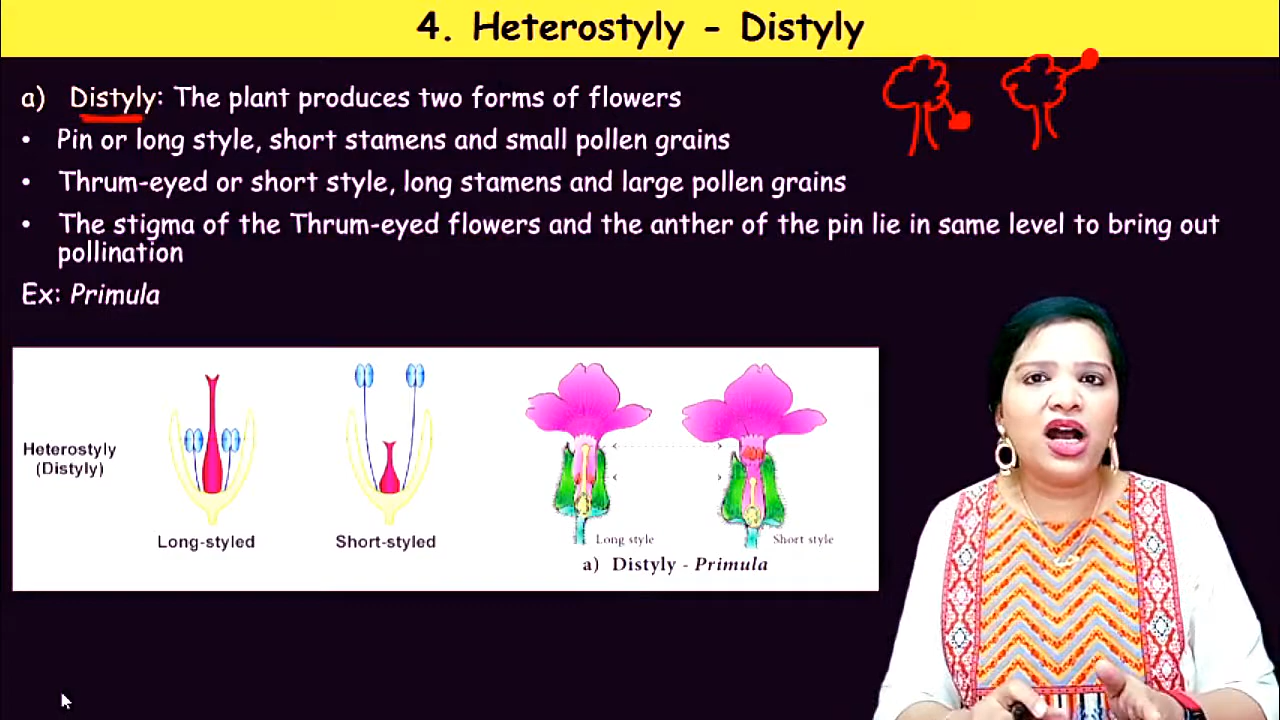 4. Heterostyly - Distyly
a) Distyly: The plant produces two forms of flowers
• Pin or long style, short stamens and small pollen grains
• Thrum-eyed or short style, long stamens and large pollen grains
• The stigma of the Thrum-eyed flowers and the anther of the pin lie in same level to bring out
pollination
Ex: Primula
Heterostyly
(Distyly)
Long-styled
Short-styled
Long style
Short style
a) Distyly - Primula